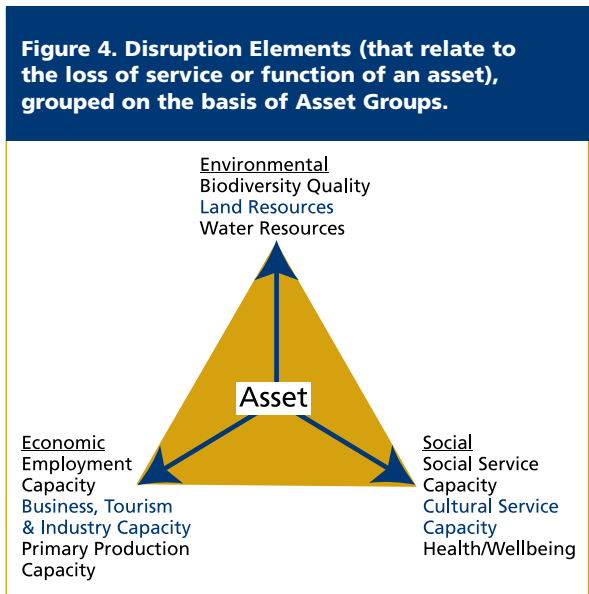 Figure 4. Disruption Elements (that relate to
the loss of service or function of an asset),
grouped on the basis of Asset Groups.
Environmental
Biodiversity Quality
Land Resources
Water Resources
Asset
Economic
Employment
Capacity
Business, Tourism
& Industry Capacity
Primary Production
Capacity
Social
Social Service
Capacity
Cultural Service
Capacity
Health/Wellbeing